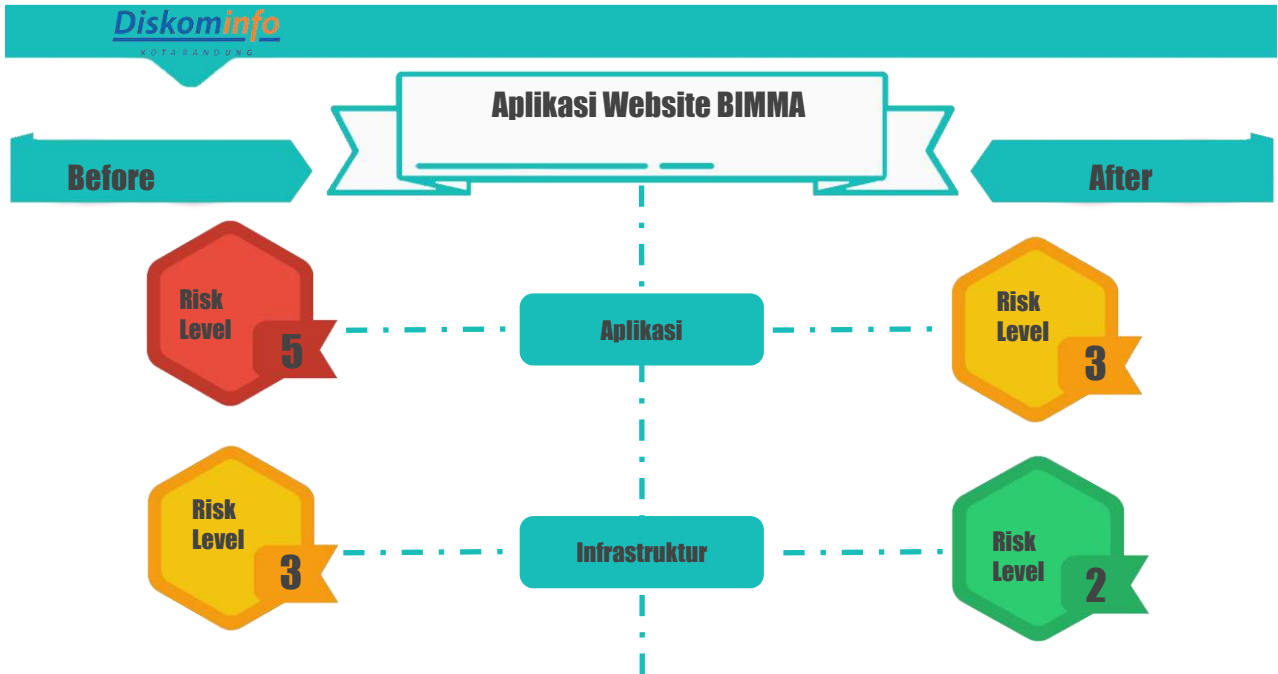 Diskominfo
KOTA BANDUNG
Aplikasi Website BIMMA
Before
After
Risk
Level
5
Aplikasi
Risk
Level
3
Risk
Level
3
Infrastruktur
Risk
Level
2